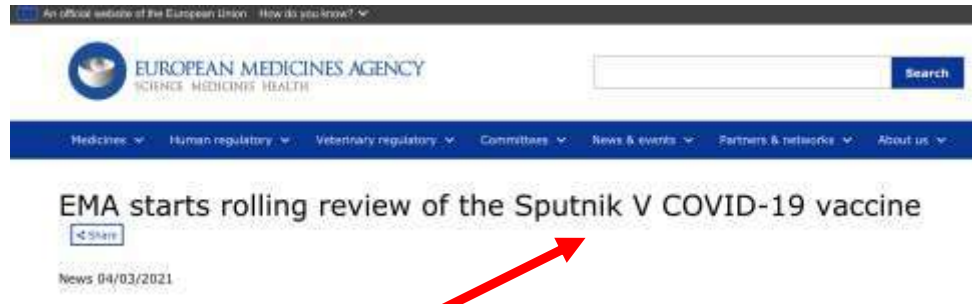 An official website of the European Union How do you know?
EUROPEAN MEDICINES AGENCY
SCIENCE MEDICINES HEALTH
Search
Medicines Human regulatory Veterinary regulatory Committees News & events Partners & networks About us
EMA starts rolling review of the Sputnik V COVID-19 vaccine
Share
News 04/03/2021